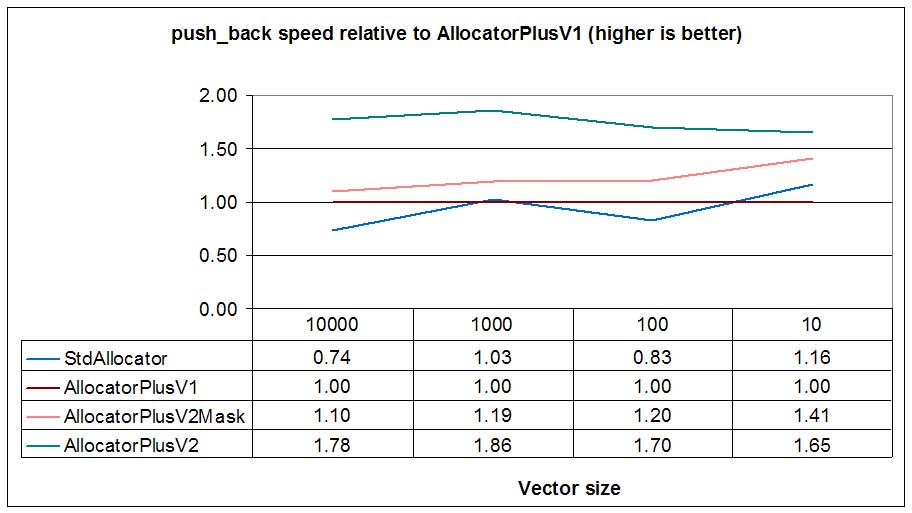 push_back speed relative to AllocatorPlusV1 (higher is better)
2.00
1.50
1.00
0.50
0.00
10000 1000 100 10
StdAllocator 0.74 1.03 0.83 1.16
AllocatorPlusV1 1.00 1.00 1.00 1.00
AllocatorPlusV2Mask 1.10 1.19 1.20 1.41
AllocatorPlusV2 1.78 1.86 1.70 1.65
Vector size